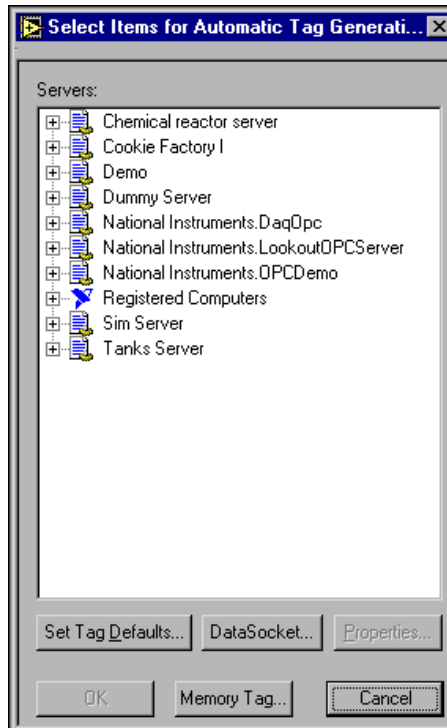 Select Items for Automatic Tag Generati...
Servers:
Chemical reactor server
Cookie Factory I
Demo
Dummy Server
National Instruments.DaqOpc
National Instruments.LookoutOPCServer
National Instruments.OPCDemo
Registered Computers
Sim Server
Tanks Server
Set Tag Defaults... DataSocket... Properties...
OK Memory Tag... Cancel